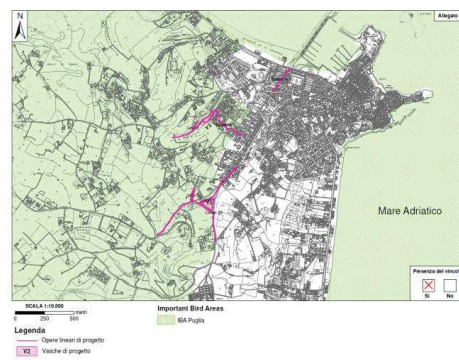 N
Allegato
V2
Mare Adriatico
Presenza del vincolo
Si No
SCALA 1:10.000
metri
0 250 500
Important Bird Areas
IBA Puglia
Legenda
Opere lineari di progetto
V2 Vasche di progetto